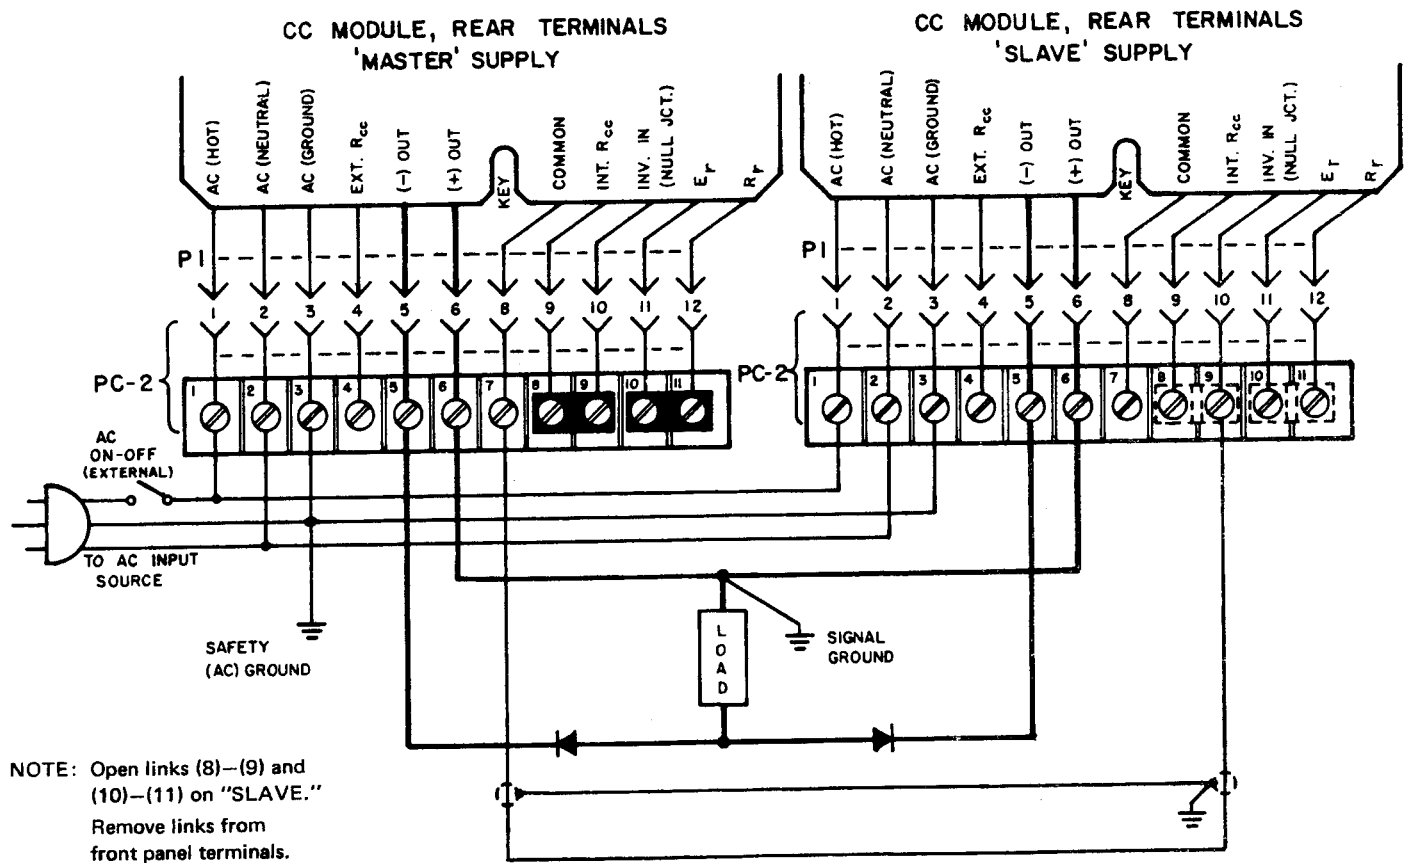 CC MODULE, REAR TERMINALS
'MASTER' SUPPLY
CC MODULE, REAR TERMINALS
'SLAVE' SUPPLY
AC (HOT)
AC (NEUTRAL)
AC (GROUND)
EXT. Rcc
(-) OUT
(+) OUT
KEY
COMMON
INT. Rcc
INV. IN
(NULL JCT.)
Er
Rr
AC (HOT)
AC (NEUTRAL)
AC (GROUND)
EXT. Rcc
(-) OUT
(+) OUT
KEY
COMMON
INT. Rcc
INV. IN
(NULL JCT.)
Er
Rr
P1
P1
1 2 3 4 5 6 8 9 10 11 12
1 2 3 4 5 6 8 9 10 11 12
PC-2
PC-2
1 2 3 4 5 6 7 8 9 10 11
1 2 3 4 5 6 7 8 9 10 11
AC
ON-OFF
(EXTERNAL)
TO AC INPUT
SOURCE
SAFETY
(AC) GROUND
LOAD
SIGNAL
GROUND
NOTE: Open links (8)—(9) and
(10)—(11) on "SLAVE."
Remove links from
front panel terminals.